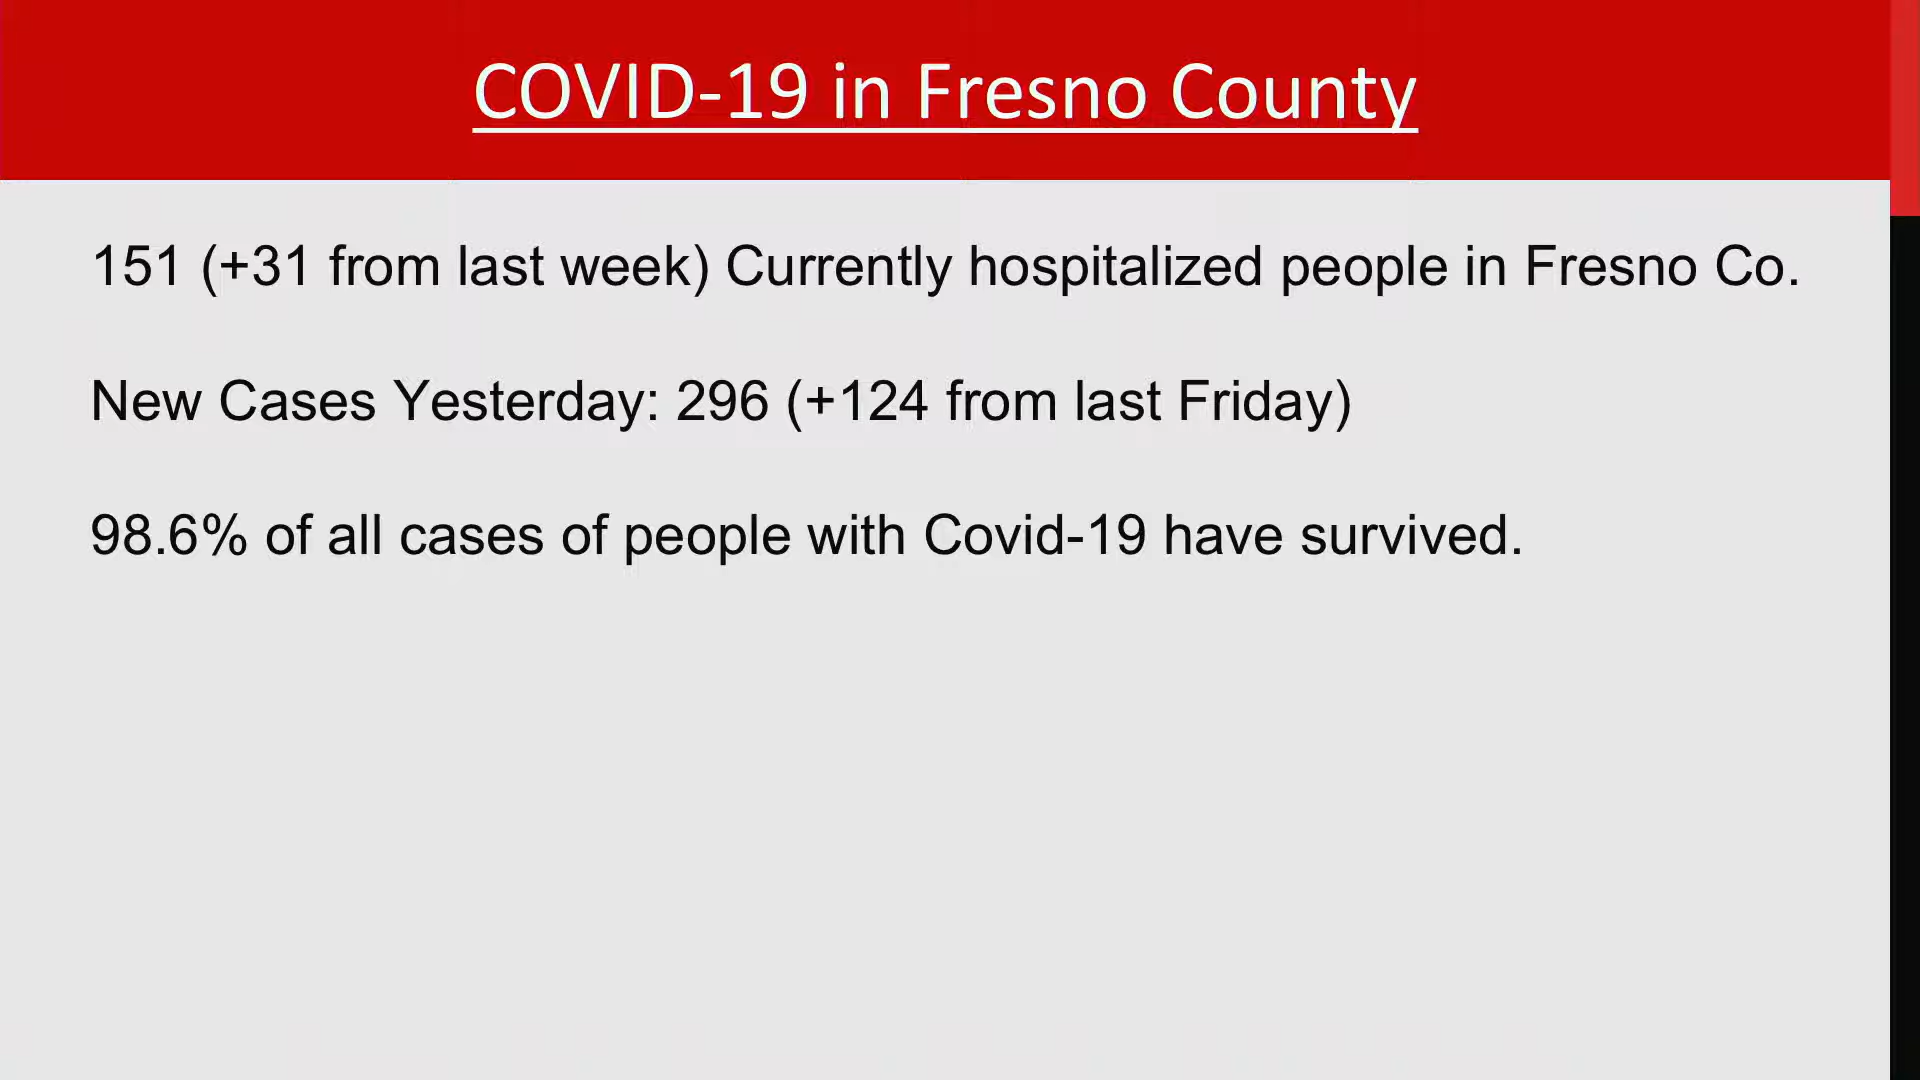 COVID-19 in Fresno County
151 (+31 from last week) Currently hospitalized people in Fresno Co.
New Cases Yesterday: 296 (+124 from last Friday)
98.6% of all cases of people with Covid-19 have survived.